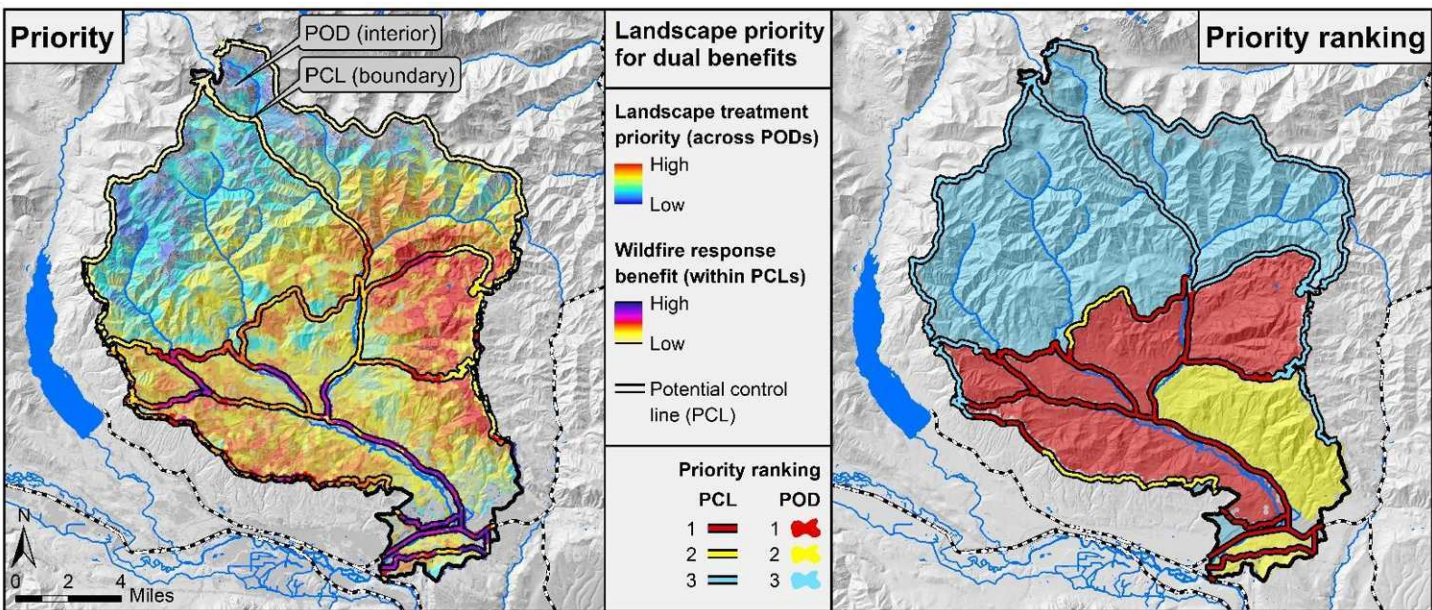 Priority
POD (interior)
PCL (boundary)
N
0 2 4
Miles
Landscape priority
for dual benefits
Landscape treatment
priority (across PODs)
High
Low
Wildfire response
benefit (within PCLs)
High
Low
Potential control
line (PCL)
Priority ranking
PCL POD
1 1
2 2
3 3
Priority ranking